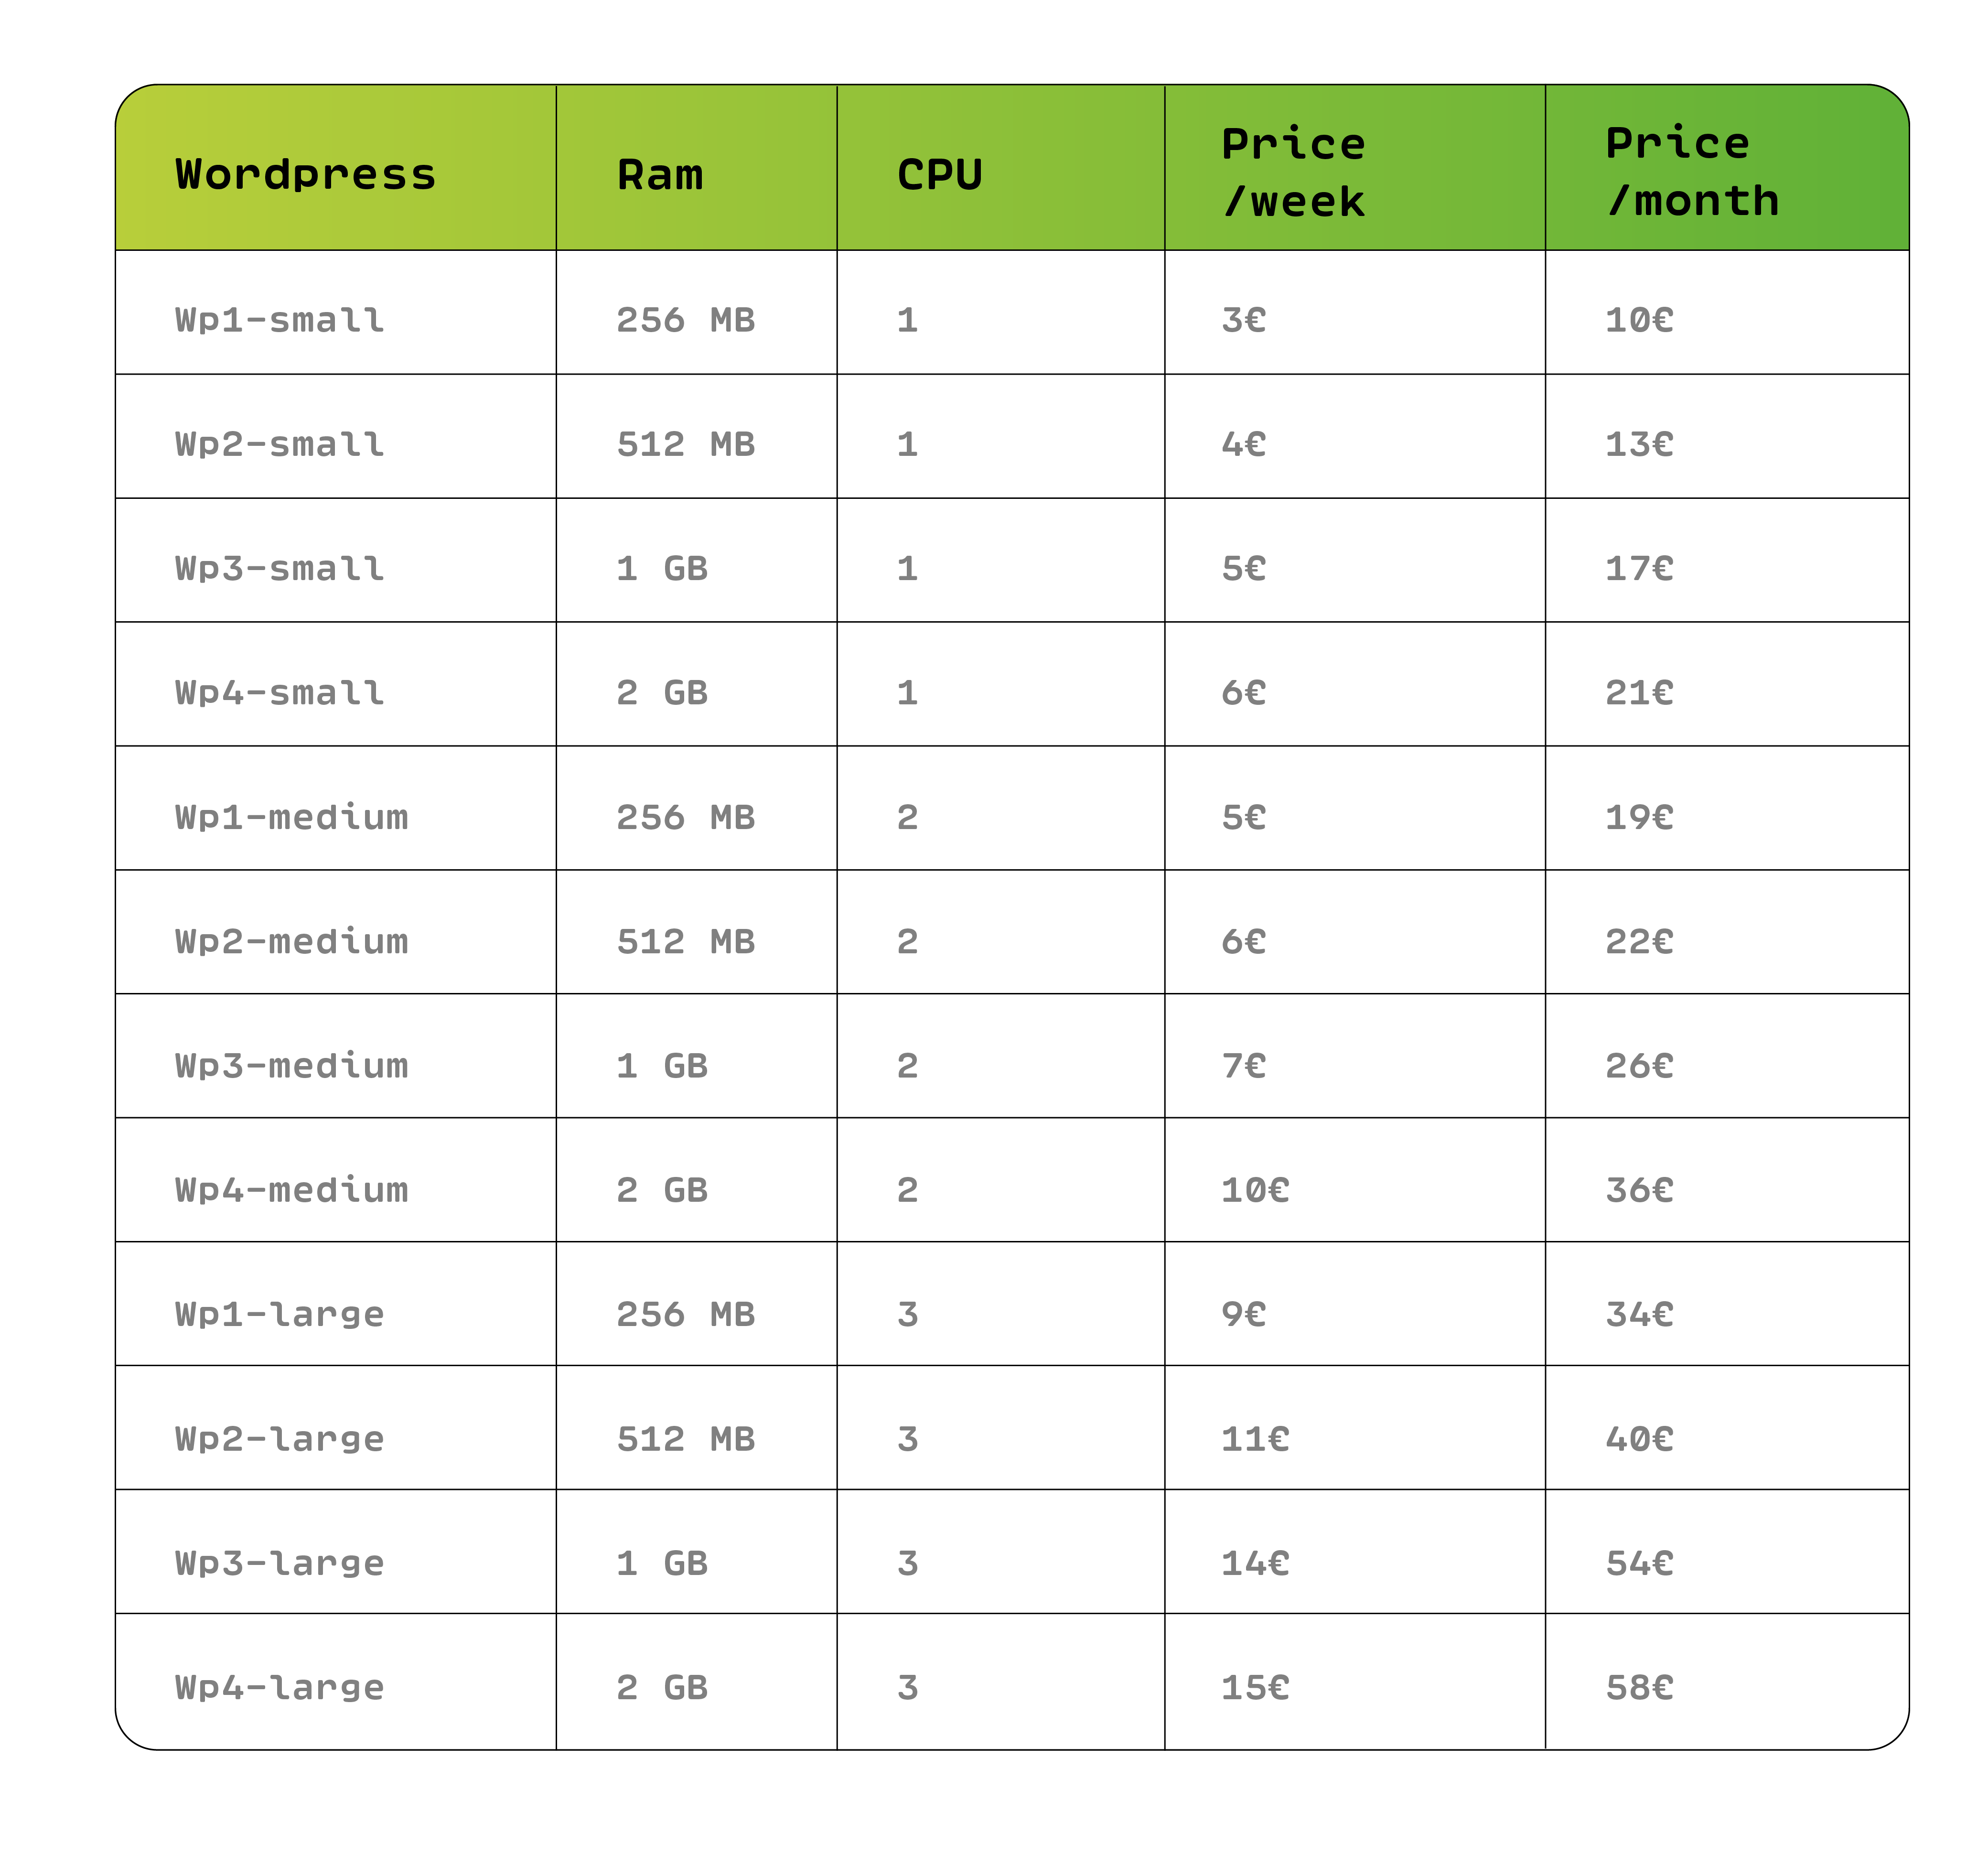 Wordpress Ram CPU Price /week Price /month
Wp1-small 256 MB 1 3€ 10€
Wp2-small 512 MB 1 4€ 13€
Wp3-small 1 GB 1 5€ 17€
Wp4-small 2 GB 1 6€ 21€
Wp1-medium 256 MB 2 5€ 19€
Wp2-medium 512 MB 2 6€ 22€
Wp3-medium 1 GB 2 7€ 26€
Wp4-medium 2 GB 2 10€ 36€
Wp1-large 256 MB 3 9€ 34€
Wp2-large 512 MB 3 11€ 40€
Wp3-large 1 GB 3 14€ 54€
Wp4-large 2 GB 3 15€ 58€